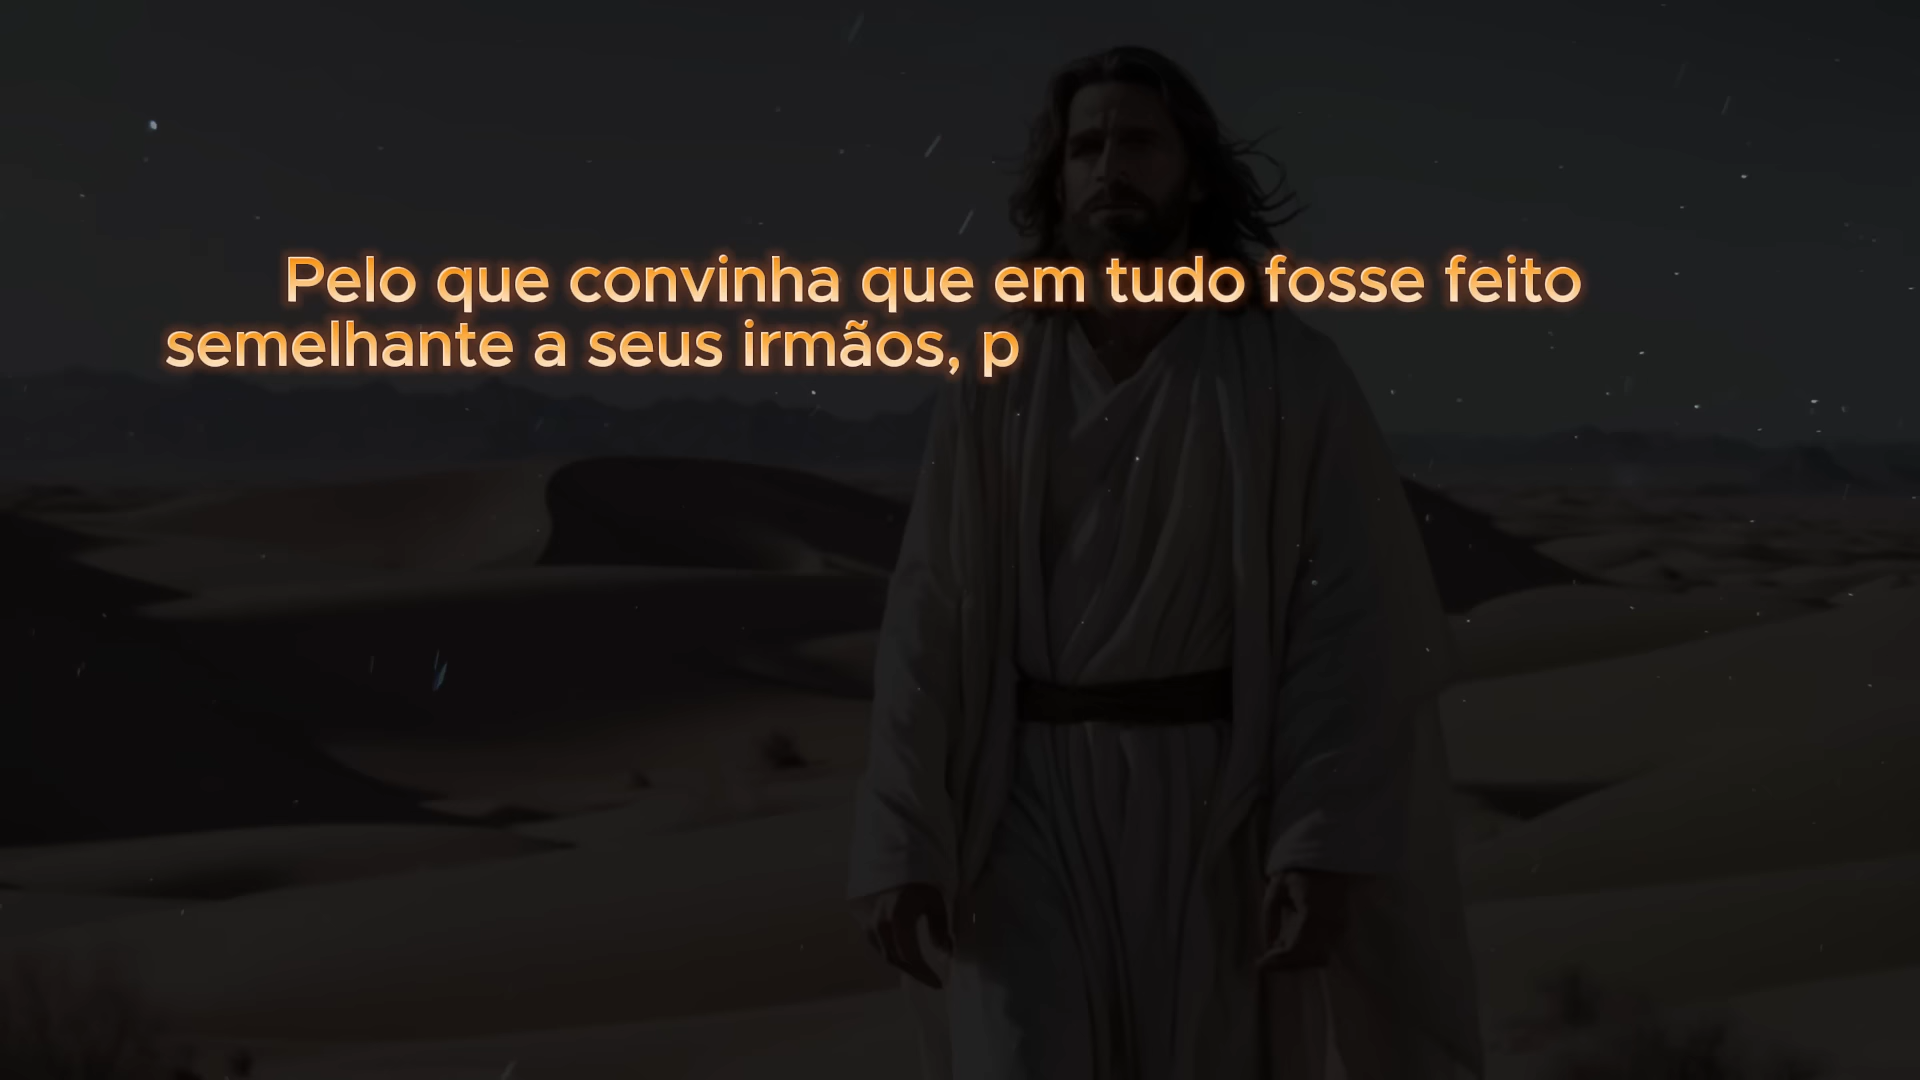 Pelo que convinha que em tudo fosse feito
semelhante a seus irmãos, p